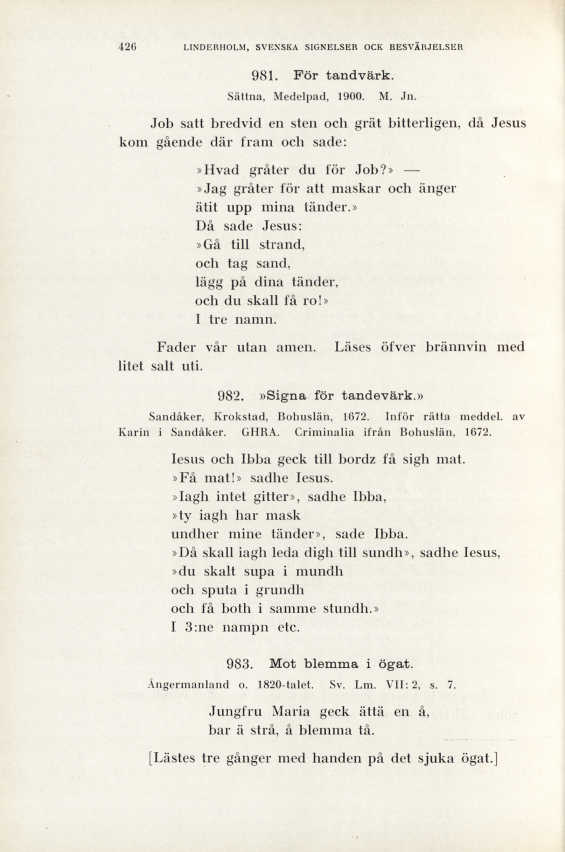 426 LINDERHOLM, SVENSKA SIGNELSER OCK BESVÄRJELSER
981. För tandvärk.
Sättna, Medelpad, 1900. M. Jn.
Job satt bredvid en sten och grät bitterligen, då Jesus
kom gående där fram och sade:
»Hvad gråter du för Job?» —
»Jag gråter för att maskar och änger
ätit upp mina tänder.»
Då sade Jesus:
»Gå till strand,
och tag sand,
lägg på dina tänder,
och du skall få ro!»
I tre namn.
Fader vår utan amen. Läses öfver brännvin med
litet salt uti.
982. »Signa för tandevärk.»
Sandåker, Krokstad, Bohuslän, 1672. Inför rätta meddel. av
Karin i Sandåker. GHRA. Criminalia ifrån Bohuslän, 1672.
Iesus och Ibba geck till bordz få sigh mat.
»Få mat!» sadhe Iesus.
»Iagh intet gitter», sadhe Ibba,
»ty iagh har mask
undher mine tänder», sade Ibba.
»Då skall iagh leda digh till sundh», sadhe Iesus,
»du skalt supa i mundh
och sputa i grundh
och få both i samme stundh.»
I 3:ne nampn etc.
983. Mot blemma i ögat.
Ångermanland o. 1820-talet. Sv. Lm. VII: 2, s. 7.
Jungfru Maria geck ättä en å,
bar ä strå, å blemma tå.
[Lästes tre gånger med handen på det sjuka ögat.]